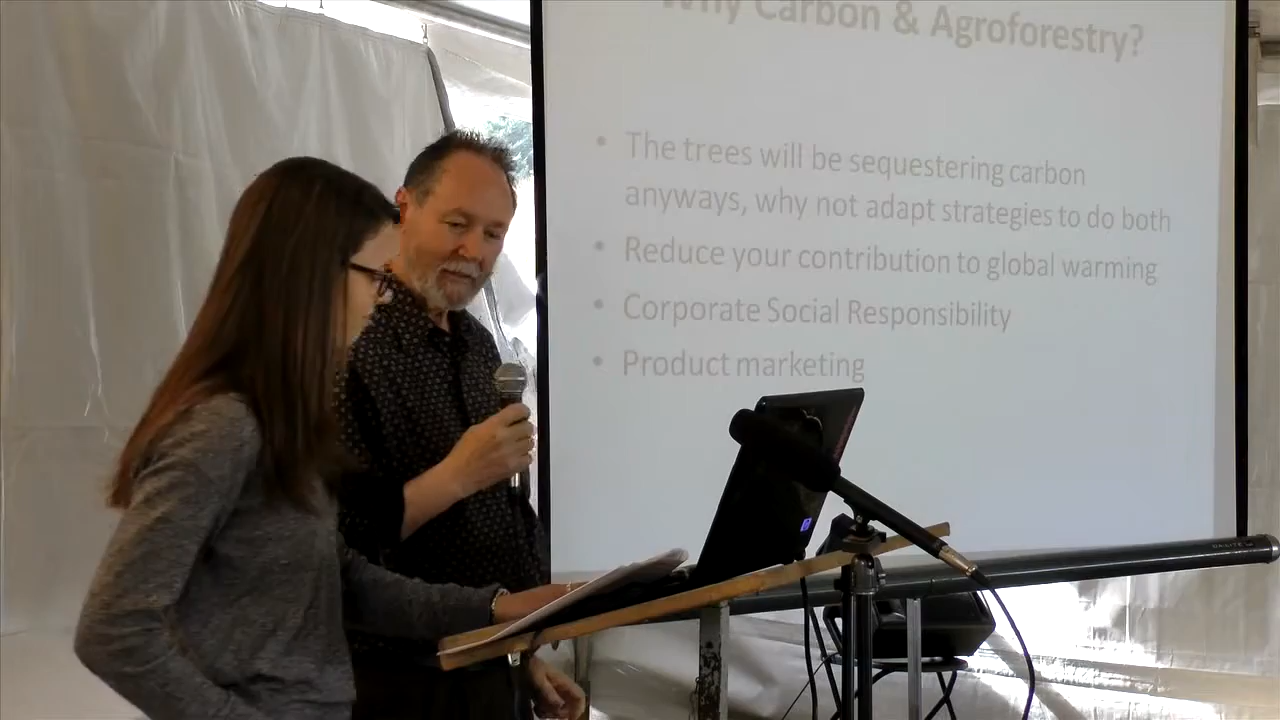 Why Carbon & Agroforestry?
• The trees will be sequestering carbon
anyways, why not adapt strategies to do both
• Reduce your contribution to global warming
• Corporate Social Responsibility
• Product marketing